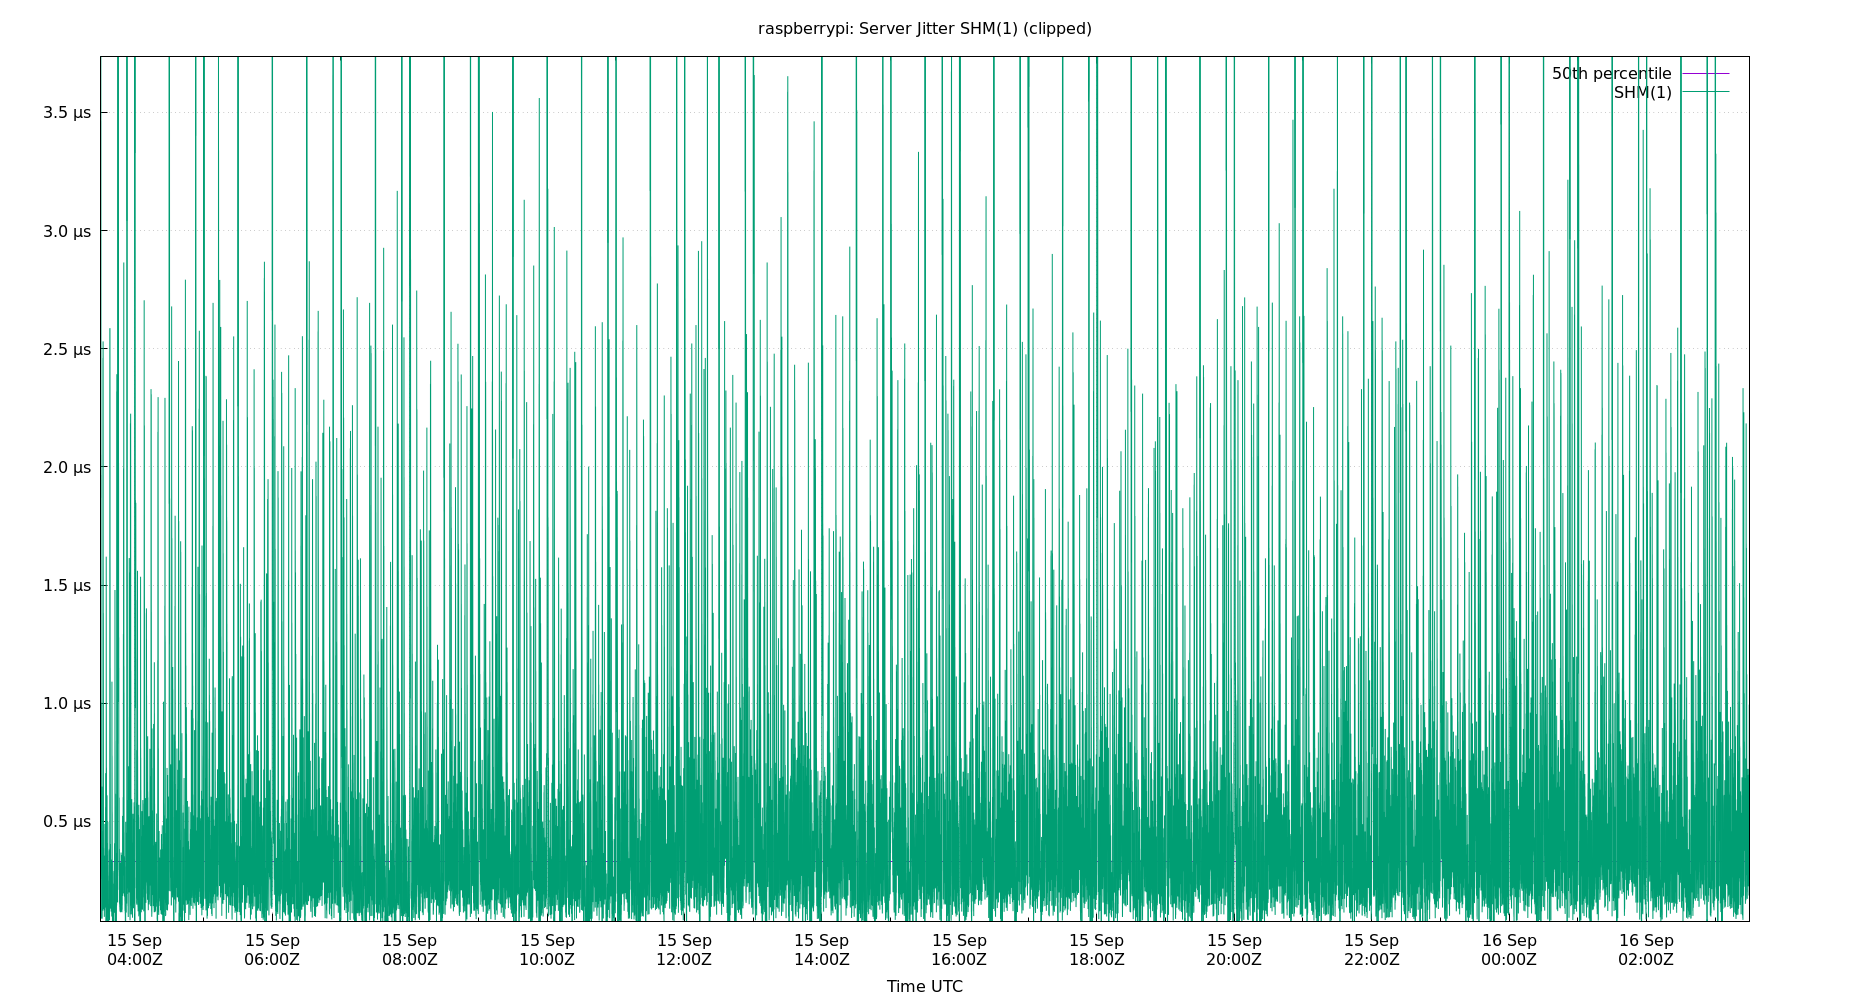 raspberrypi: Server Jitter SHM(1) (clipped)
50th percentile
SHM(1)
3.5 µs
3.0 µs
2.5 µs
2.0 µs
1.5 µs
1.0 µs
0.5 µs
15 Sep 15 Sep 15 Sep 15 Sep 15 Sep 15 Sep 15 Sep 15 Sep 15 Sep 15 Sep 16 Sep 16 Sep
04:00Z 06:00Z 08:00Z 10:00Z 12:00Z 14:00Z 16:00Z 18:00Z 20:00Z 22:00Z 00:00Z 02:00Z
Time UTC